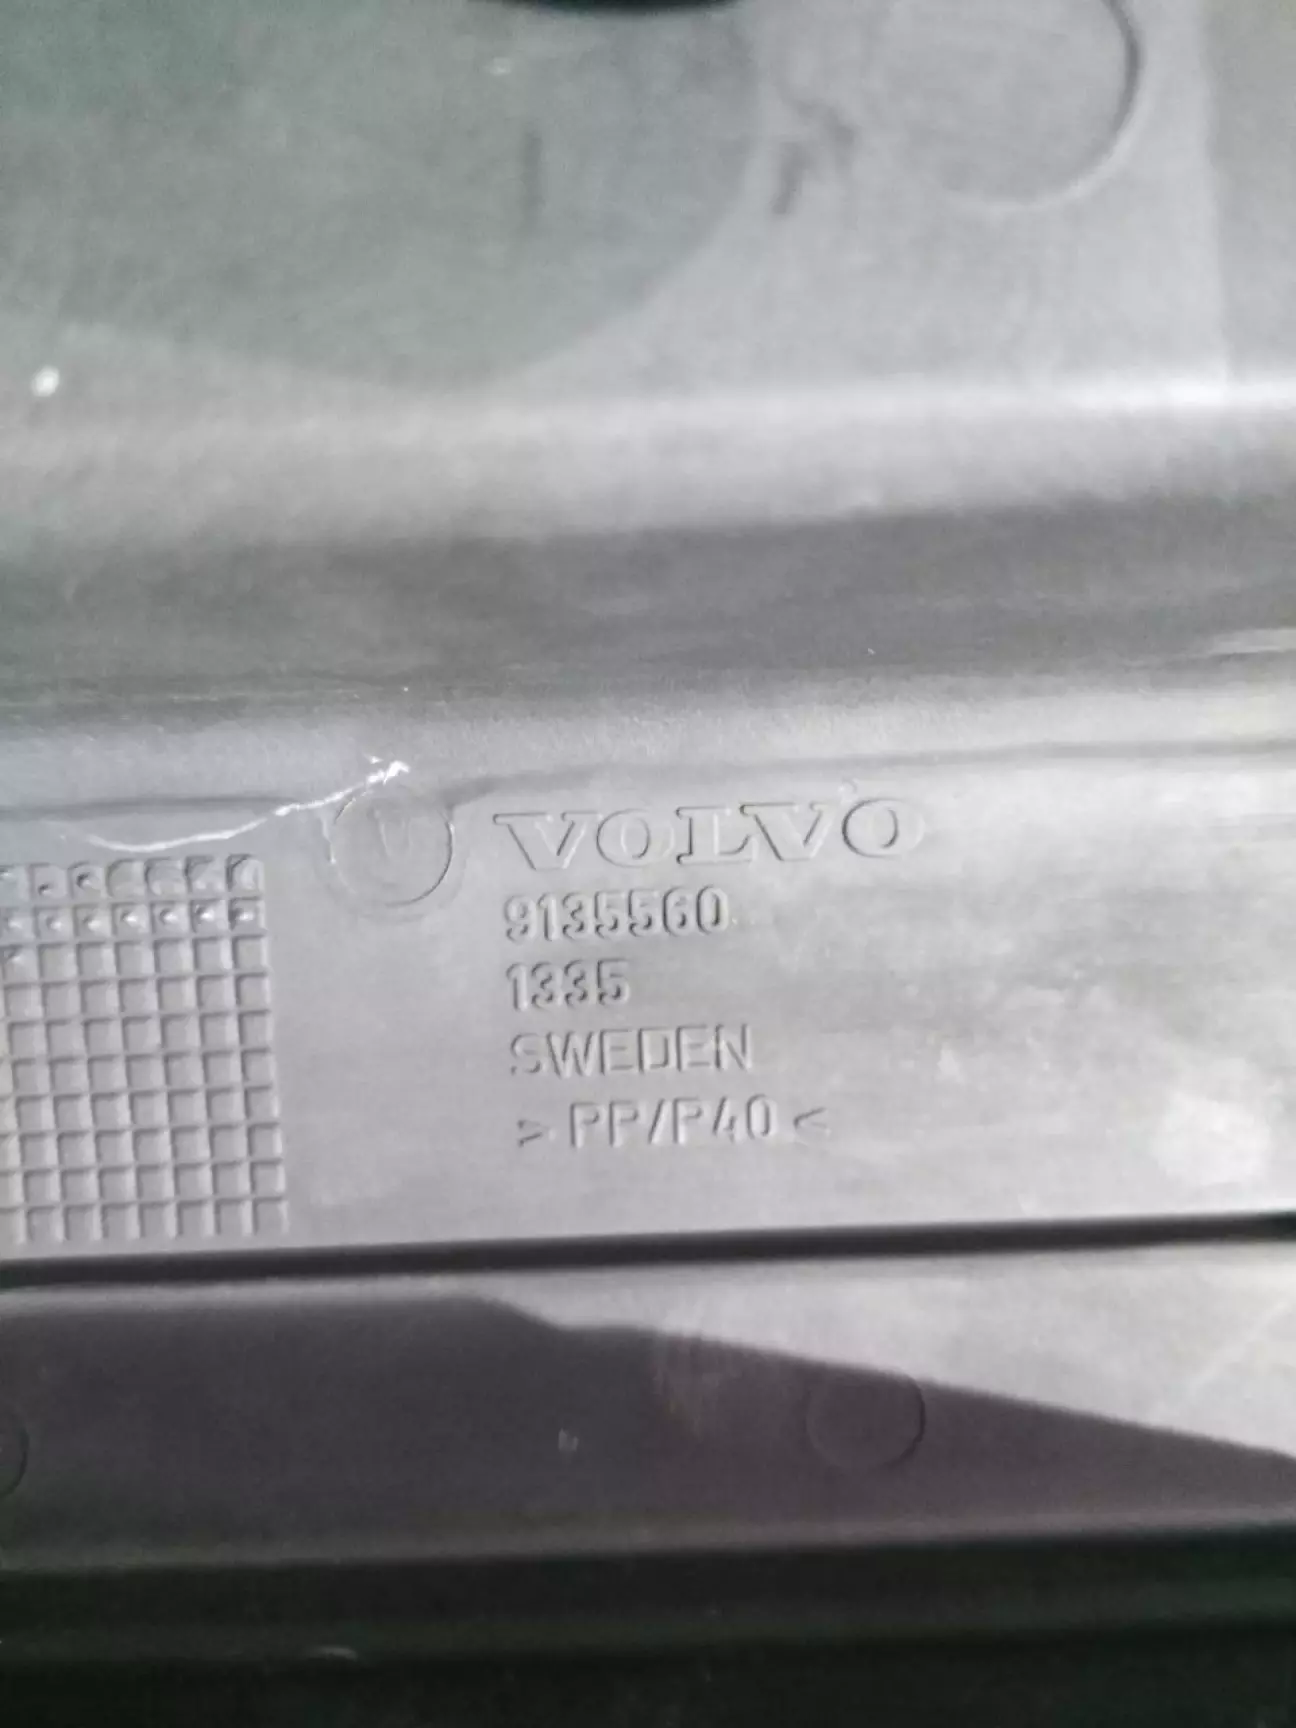 VOLVO
9135560
1335
SWEDEN
> PP/P40 <